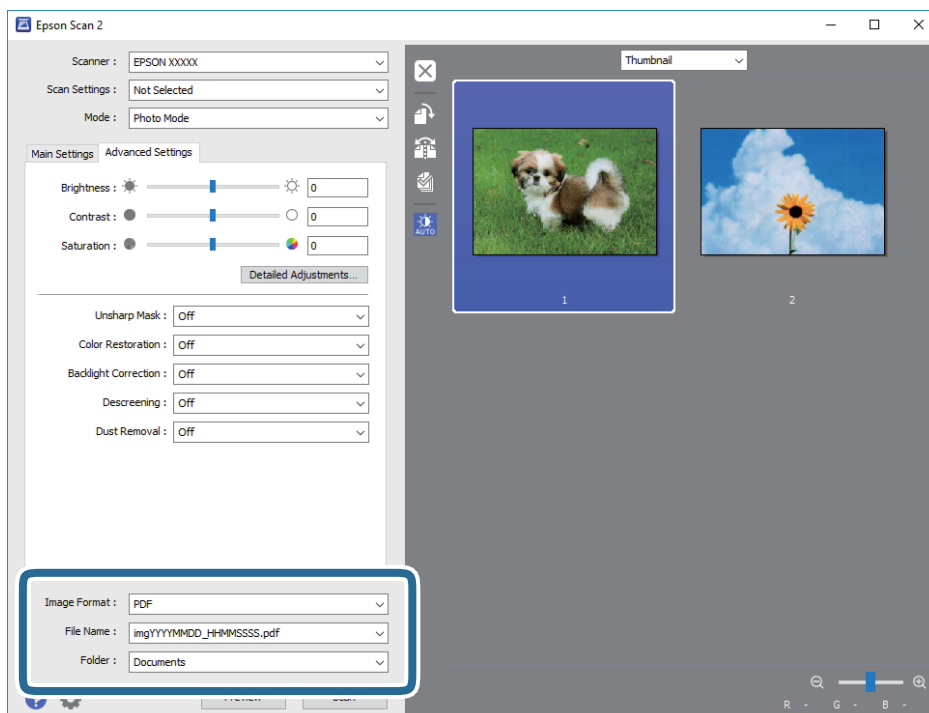 Epson Scan 2
Scanner : EPSON XXXXX
Scan Settings : Not Selected
Mode : Photo Mode
Main Settings Advanced Settings
Brightness : 0
Contrast : 0
Saturation : 0
Detailed Adjustments...
Unsharp Mask : Off
Color Restoration : Off
Backlight Correction : Off
Descreening : Off
Dust Removal : Off
Image Format : PDF
File Name : imgYYYYMMDD_HHMMSSSS.pdf
Folder : Documents
Thumbnail
AUTO
1
2
R - G - B -